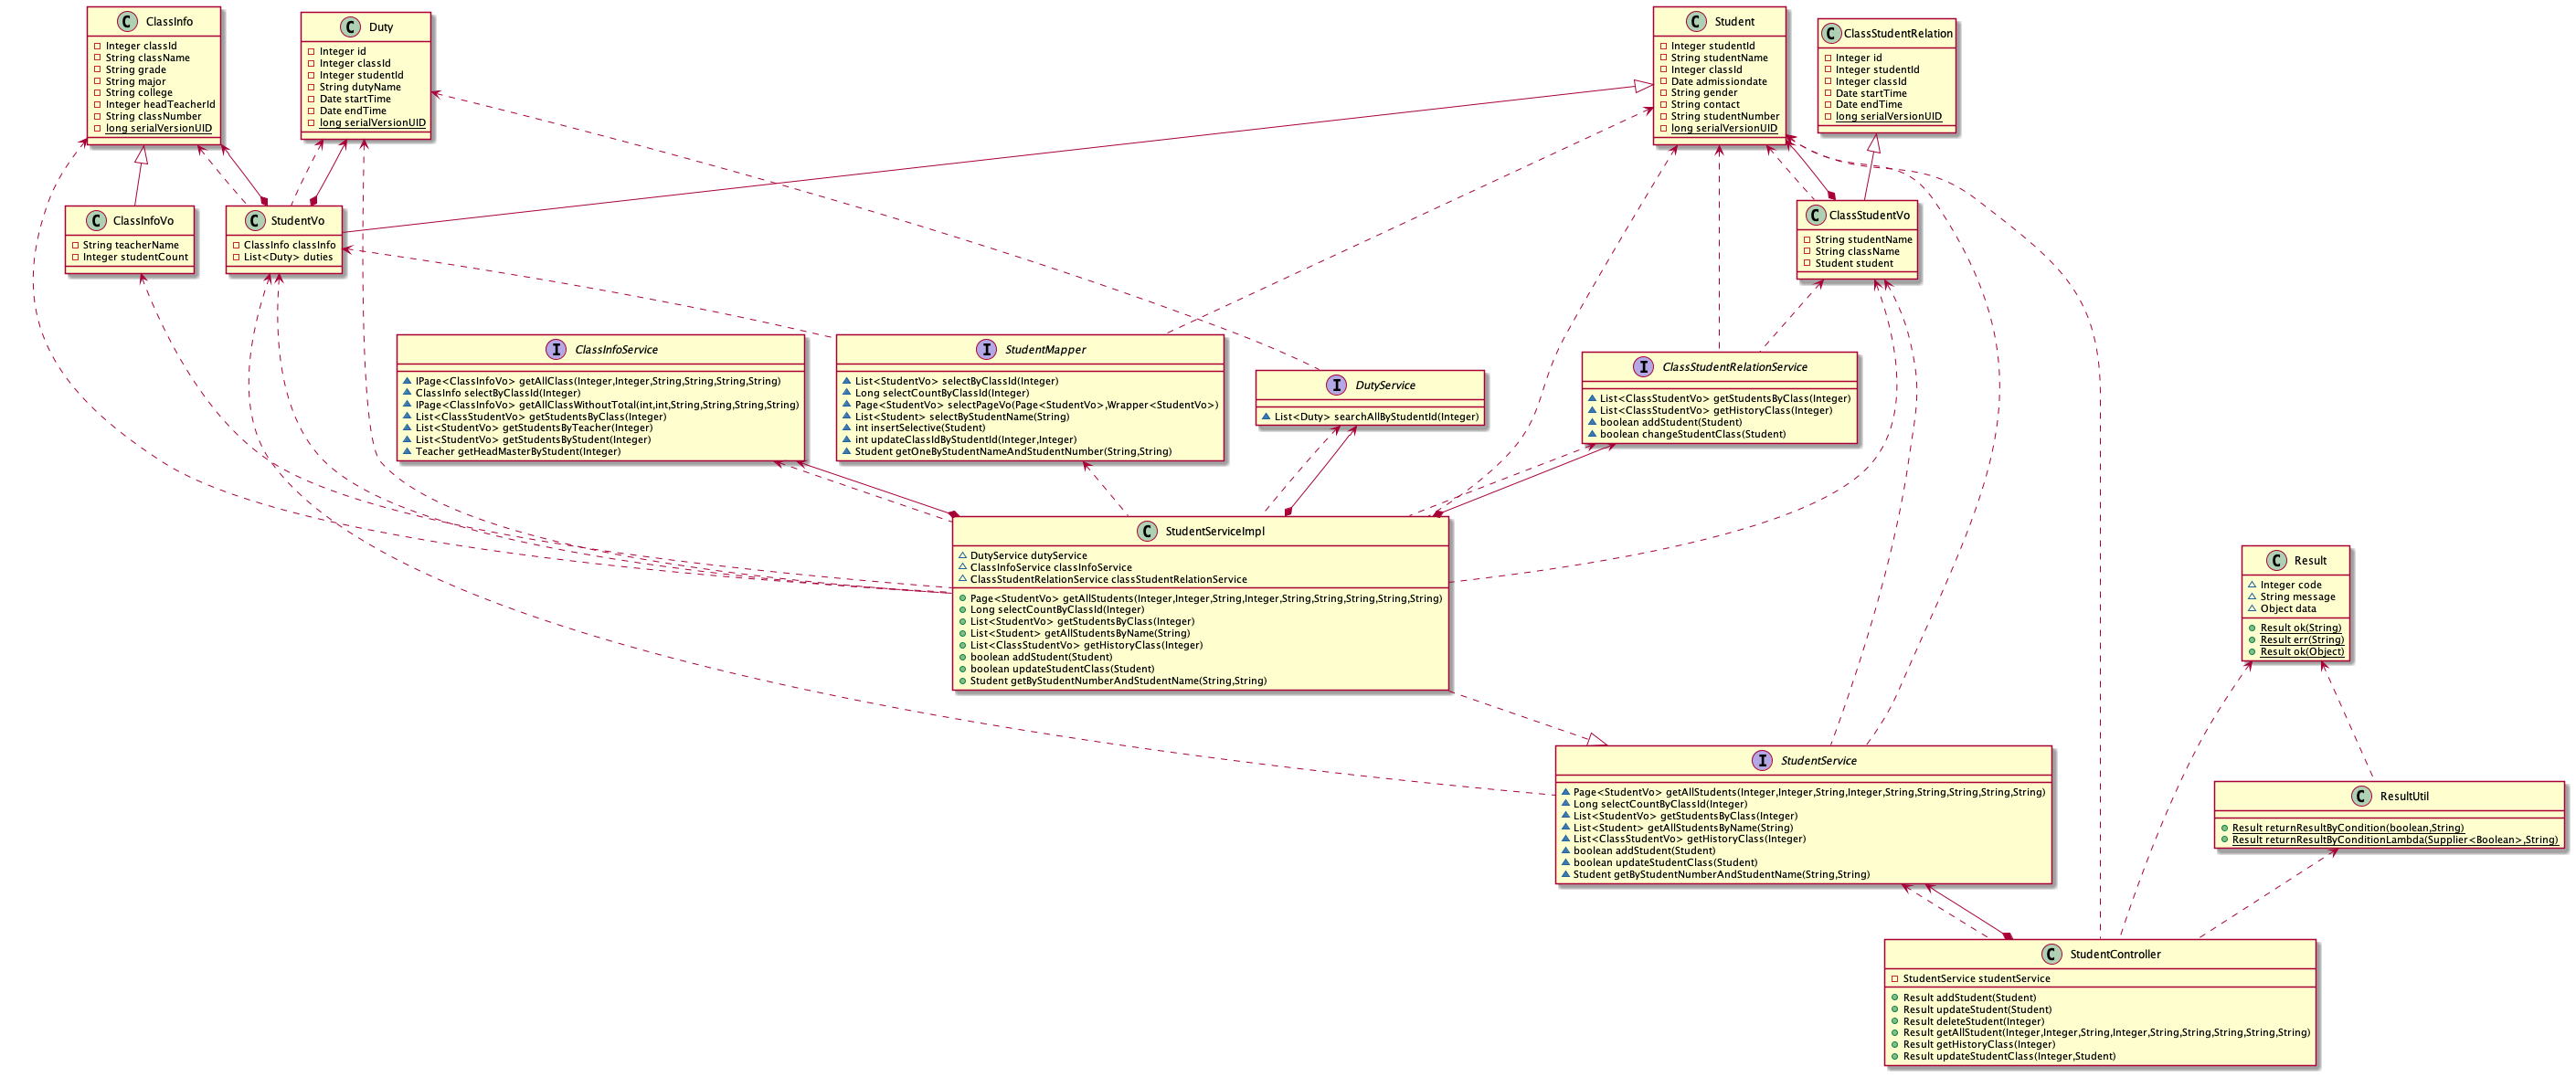 C ClassInfo
Integer classId
String className
String grade
String major
String college
Integer headTeacherId
String classNumber
long serialVersionUID
C Duty
Integer id
Integer classId
Integer studentId
String dutyName
Date startTime
Date endTime
long serialVersionUID
C Student
Integer studentId
String studentName
Integer classId
Date admissiondate
String gender
String contact
String studentNumber
long serialVersionUID
C ClassStudentRelation
Integer id
Integer studentId
Integer classId
Date startTime
Date endTime
long serialVersionUID
C ClassInfoVo
String teacherName
Integer studentCount
C StudentVo
ClassInfo classInfo
List<Duty> duties
C ClassStudentVo
String studentName
String className
Student student
I ClassInfoService
IPage<ClassInfoVo> getAllClass(Integer,Integer,String,String,String,String)
ClassInfo selectByClassId(Integer)
IPage<ClassInfoVo> getAllClassWithoutTotal(int,int,String,String,String,String)
List<ClassStudentVo> getStudentsByClass(Integer)
List<StudentVo> getStudentsByTeacher(Integer)
List<StudentVo> getStudentsByStudent(Integer)
Teacher getHeadMasterByStudent(Integer)
I StudentMapper
List<StudentVo> selectByClassId(Integer)
Long selectCountByClassId(Integer)
Page<StudentVo> selectPageVo(Page<StudentVo>,Wrapper<StudentVo>)
List<Student> selectByStudentName(String)
int insertSelective(Student)
int updateClassIdByStudentId(Integer,Integer)
Student getOneByStudentNameAndStudentNumber(String,String)
I DutyService
List<Duty> searchAllByStudentId(Integer)
I ClassStudentRelationService
List<ClassStudentVo> getStudentsByClass(Integer)
List<ClassStudentVo> getHistoryClass(Integer)
boolean addStudent(Student)
boolean changeStudentClass(Student)
C StudentServiceImpl
DutyService dutyService
ClassInfoService classInfoService
ClassStudentRelationService classStudentRelationService
Page<StudentVo> getAllStudents(Integer,Integer,String,Integer,String,String,String,String,String)
Long selectCountByClassId(Integer)
List<StudentVo> getStudentsByClass(Integer)
List<Student> getAllStudentsByName(String)
List<ClassStudentVo> getHistoryClass(Integer)
boolean addStudent(Student)
boolean updateStudentClass(Student)
Student getByStudentNumberAndStudentName(String,String)
C Result
Integer code
String message
Object data
Result ok(String)
Result err(String)
Result ok(Object)
I StudentService
Page<StudentVo> getAllStudents(Integer,Integer,String,Integer,String,String,String,String,String)
Long selectCountByClassId(Integer)
List<StudentVo> getStudentsByClass(Integer)
List<Student> getAllStudentsByName(String)
List<ClassStudentVo> getHistoryClass(Integer)
boolean addStudent(Student)
boolean updateStudentClass(Student)
Student getByStudentNumberAndStudentName(String,String)
C ResultUtil
Result returnResultByCondition(boolean,String)
Result returnResultByConditionLambda(Supplier<Boolean>,String)
C StudentController
StudentService studentService
Result addStudent(Student)
Result updateStudent(Student)
Result deleteStudent(Integer)
Result getAllStudent(Integer,Integer,String,Integer,String,String,String,String,String)
Result getHistoryClass(Integer)
Result updateStudentClass(Integer,Student)